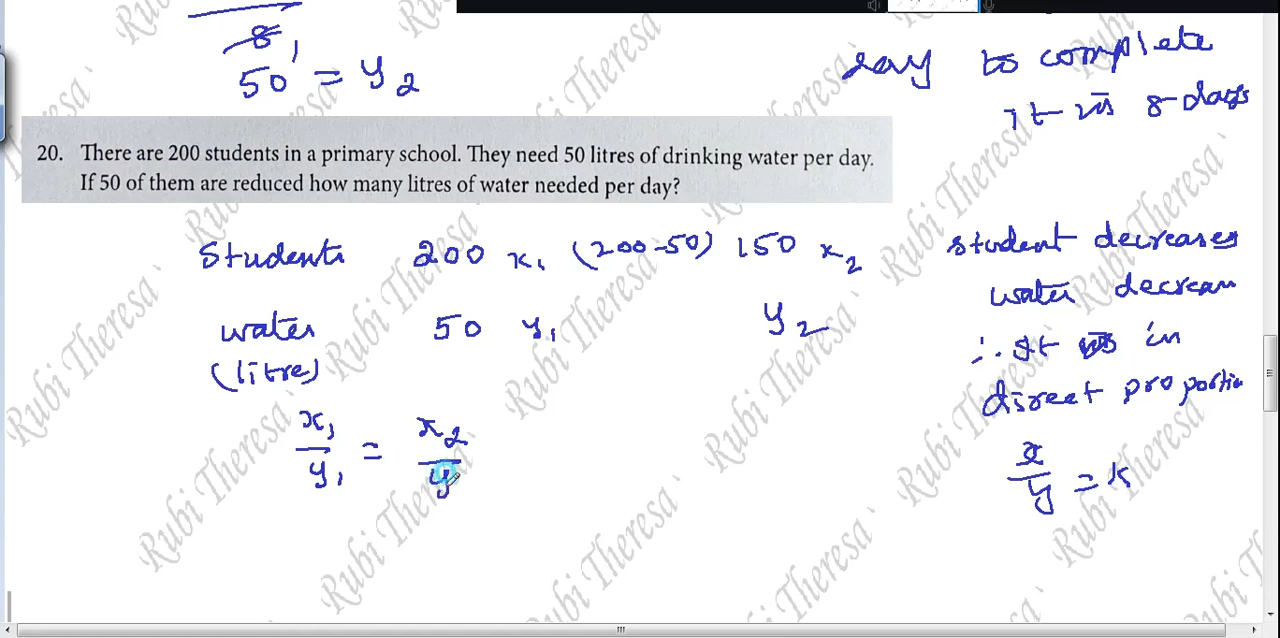 8
50 = y2
day to complete
it is 8 days
20. There are 200 students in a primary school. They need 50 litres of drinking water per day.
If 50 of them are reduced how many litres of water needed per day?
Students 200 x1 (200-50) 150 x2
water 50 y1 y2
(litre)
x1/y1 = x2/y
student decreases
water decreases
∴ It is in
direct proportion
x/y = k
Rubi Theresa